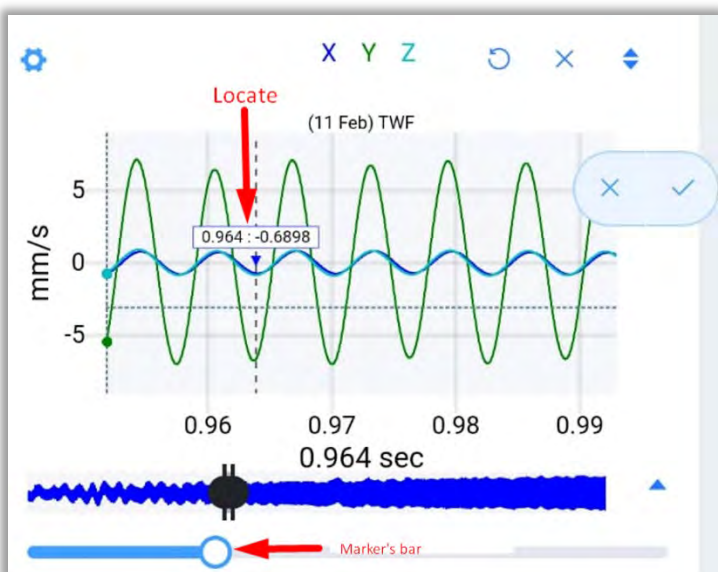 X Y Z
Locate
(11 Feb) TWF
mm/s
5
0.964 : -0.6898
0
-5
0.96 0.97 0.98 0.99
0.964 sec
Marker's bar